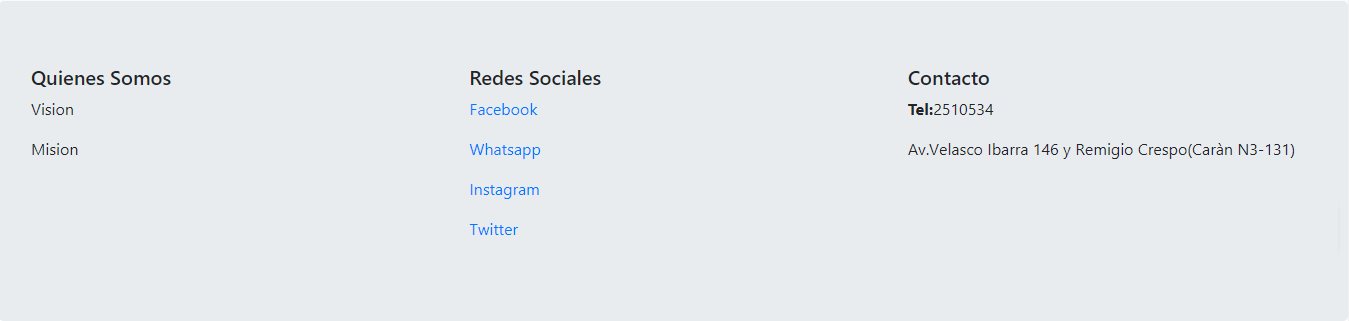 Quienes Somos
Vision
Mision
Redes Sociales
Facebook
Whatsapp
Instagram
Twitter
Contacto
Tel:2510534
Av.Velasco Ibarra 146 y Remigio Crespo(Caràn N3-131)